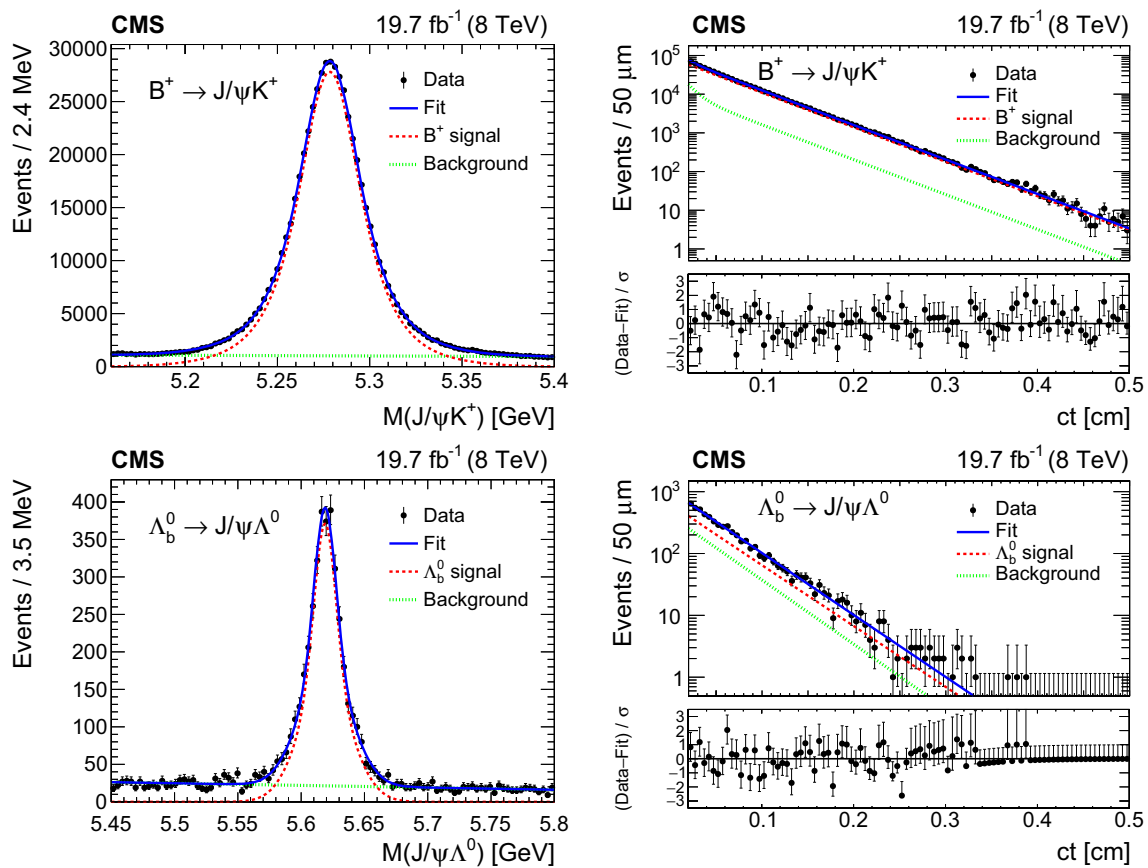 CMS 19.7 fb⁻¹ (8 TeV)
Events / 2.4 MeV
30000
25000
20000
15000
10000
5000
0
B⁺ → J/ψK⁺
Data
Fit
B⁺ signal
Background
5.2 5.25 5.3 5.35 5.4
M(J/ψK⁺) [GeV]
CMS 19.7 fb⁻¹ (8 TeV)
Events / 50 μm
10⁵
10⁴
10³
10²
10
1
B⁺ → J/ψK⁺
Data
Fit
B⁺ signal
Background
(Data−Fit) / σ
3
2
1
0
−1
−2
−3
0.1 0.2 0.3 0.4 0.5
ct [cm]
CMS 19.7 fb⁻¹ (8 TeV)
Events / 3.5 MeV
400
350
300
250
200
150
100
50
0
Λ_b⁰ → J/ψΛ⁰
Data
Fit
Λ_b⁰ signal
Background
5.45 5.5 5.55 5.6 5.65 5.7 5.75 5.8
M(J/ψΛ⁰) [GeV]
CMS 19.7 fb⁻¹ (8 TeV)
Events / 50 μm
10³
10²
10
1
Λ_b⁰ → J/ψΛ⁰
Data
Fit
Λ_b⁰ signal
Background
(Data−Fit) / σ
3
2
1
0
−1
−2
−3
0.1 0.2 0.3 0.4 0.5
ct [cm]